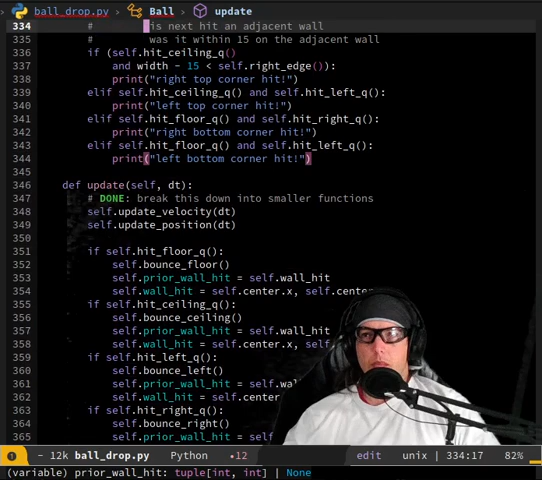 ball_drop.py › Ball › update
334 # is next hit an adjacent wall
335 # was it within 15 on the adjacent wall
336 if (self.hit_ceiling_q()
337 and width - 15 < self.right_edge()):
338 print("right top corner hit!")
339 elif self.hit_ceiling_q() and self.hit_left_q():
340 print("left top corner hit!")
341 elif self.hit_floor_q() and self.hit_right_q():
342 print("right bottom corner hit!")
343 elif self.hit_floor_q() and self.hit_left_q():
344 print("left bottom corner hit!")
345
346 def update(self, dt):
347 # DONE: break this down into smaller functions
348 self.update_velocity(dt)
349 self.update_position(dt)
350
351 if self.hit_floor_q():
352 self.bounce_floor()
353 self.prior_wall_hit = self.wall_hit
354 self.wall_hit = self.center.x, self.center
355 if self.hit_ceiling_q():
356 self.bounce_ceiling()
357 self.prior_wall_hit = self.wall_hit
358 self.wall_hit = self.center.x, self.
359 if self.hit_left_q():
360 self.bounce_left()
361 self.prior_wall_hit = self.wal
362 self.wall_hit = self.center
363 if self.hit_right_q():
364 self.bounce_right()
365 self.prior_wall_hit = self.
! - 12k ball_drop.py Python •12 edit unix | 334:17 82%
(variable) prior_wall_hit: tuple[int, int] | None